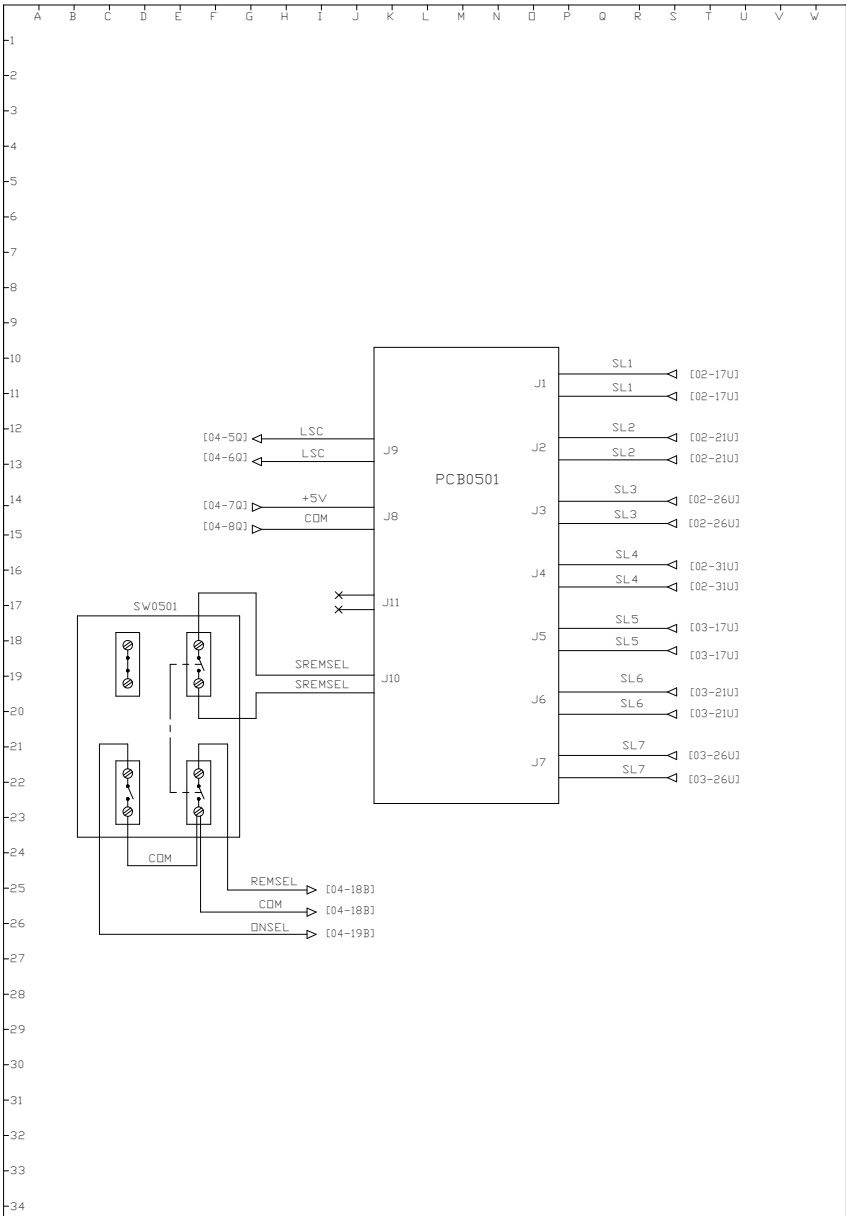 A B C D E F G H I J K L M N O P Q R S T U V W
1
2
3
4
5
6
7
8
9
10
11
12
13
14
15
16
17
18
19
20
21
22
23
24
25
26
27
28
29
30
31
32
33
34
PCB0501
J1
SL1 [02-17U]
SL1 [02-17U]
J2
SL2 [02-21U]
SL2 [02-21U]
J3
SL3 [02-26U]
SL3 [02-26U]
J4
SL4 [02-31U]
SL4 [02-31U]
J5
SL5 [03-17U]
SL5 [03-17U]
J6
SL6 [03-21U]
SL6 [03-21U]
J7
SL7 [03-26U]
SL7 [03-26U]
[04-5Q] LSC
[04-6Q] LSC
J9
[04-7Q] +5V
[04-8Q] COM
J8
J11
SREMSEL
SREMSEL
J10
SW0501
COM
REMSEL [04-18B]
COM [04-18B]
ONSEL [04-19B]